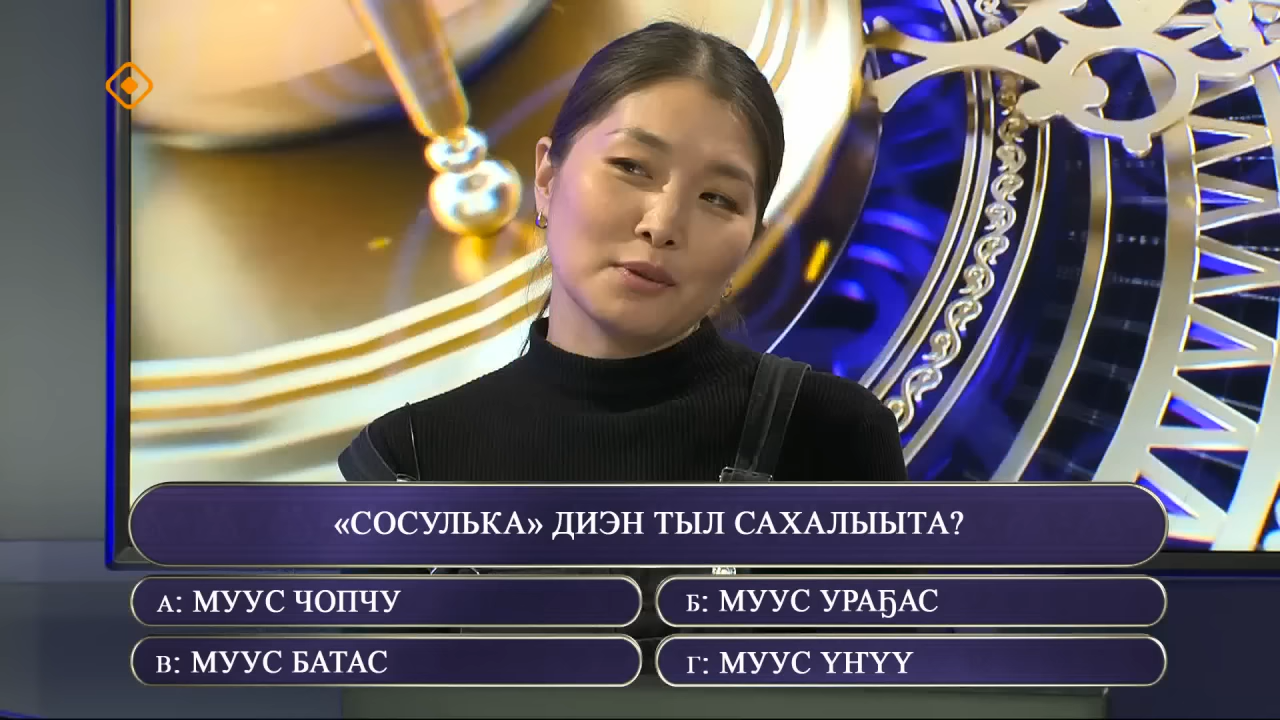 «СОСУЛЬКА» ДИЭН ТЫЛ САХАЛЫЫТА?
А: МУУС ЧОПЧУ
Б: МУУС УРАҔАС
В: МУУС БАТАС
Г: МУУС ҮҤҮҮ